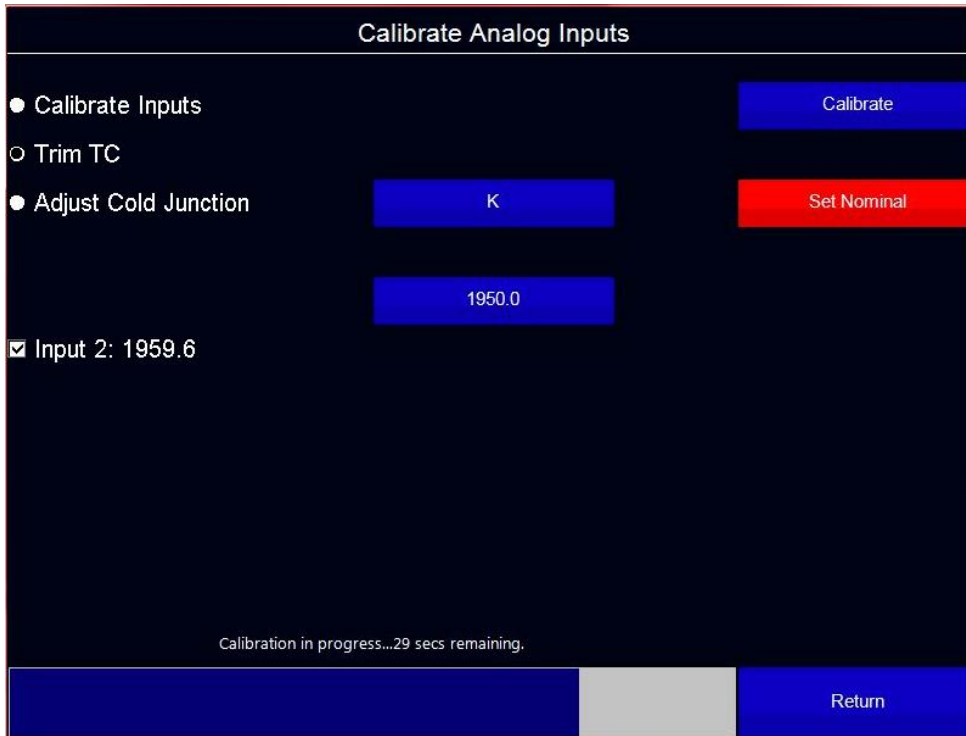 Calibrate Analog Inputs
Calibrate Inputs
Calibrate
Trim TC
Adjust Cold Junction
K
Set Nominal
1950.0
Input 2: 1959.6
Calibration in progress...29 secs remaining.
Return